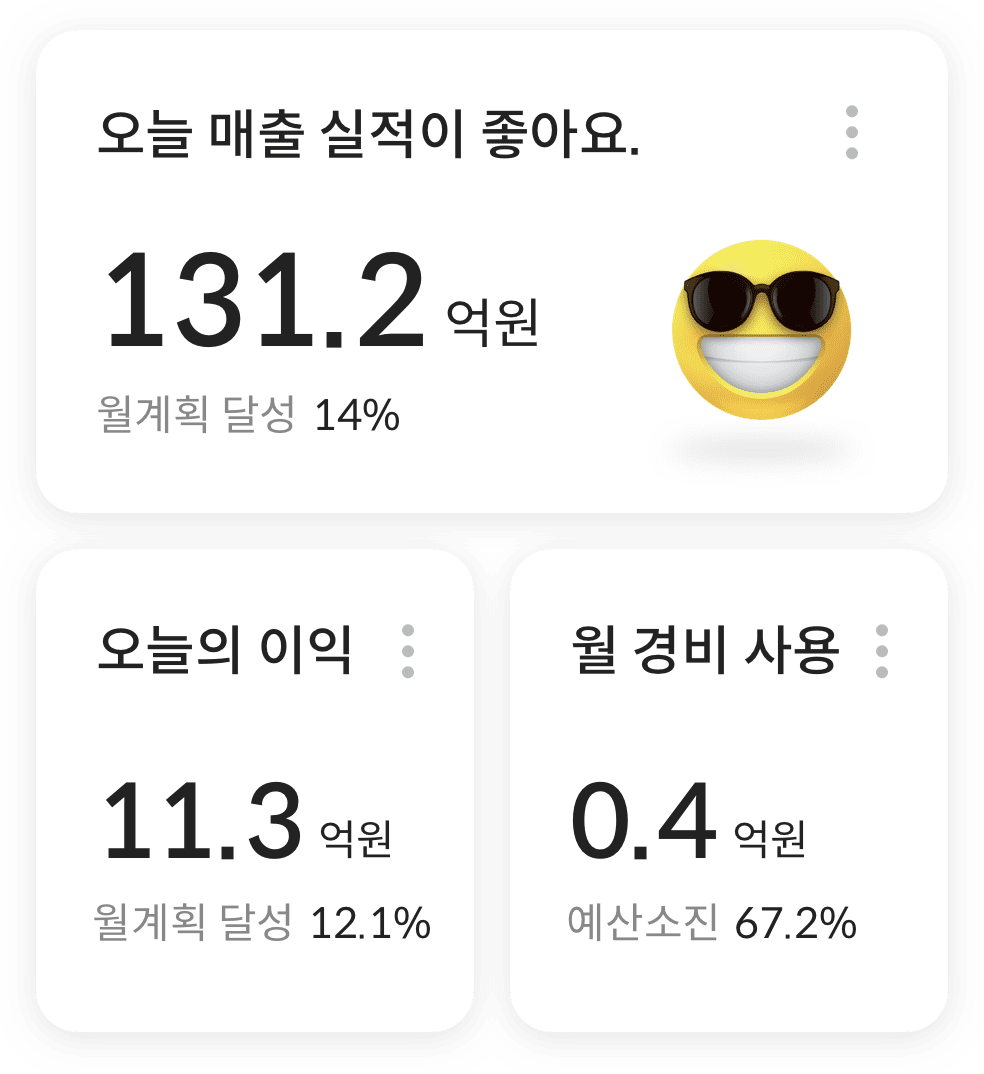 오늘 매출 실적이 좋아요.
131.2 억원
월계획 달성 14%
오늘의 이익
11.3 억원
월계획 달성 12.1%
월 경비 사용
0.4 억원
예산소진 67.2%